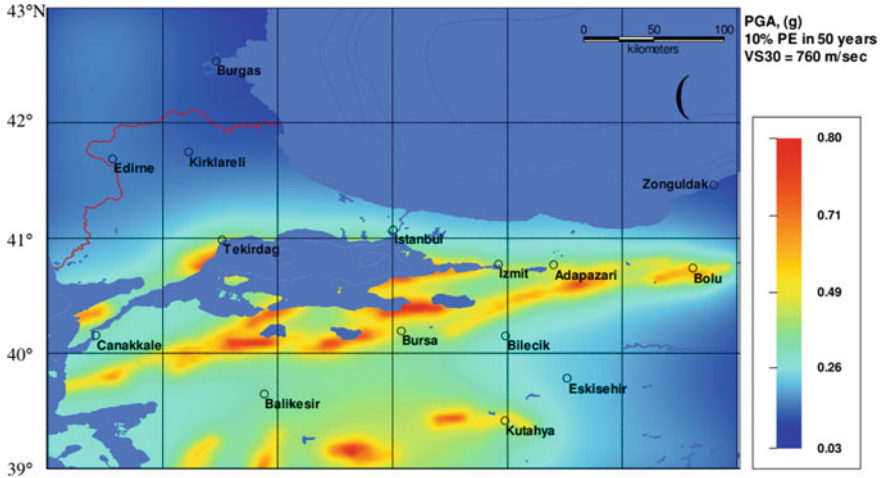 43°N
PGA, (g)
10% PE in 50 years
VS30 = 760 m/sec
0 50 100
kilometers
Burgas
42°
0.80
Edirne
Kirklareli
Zonguldak
0.71
41°
Tekirdag
Istanbul
Izmit
Adapazari
Bolu
0.49
Canakkale
Bursa
Bilecik
40°
0.26
Eskisehir
Balikesir
Kutahya
0.03
39°